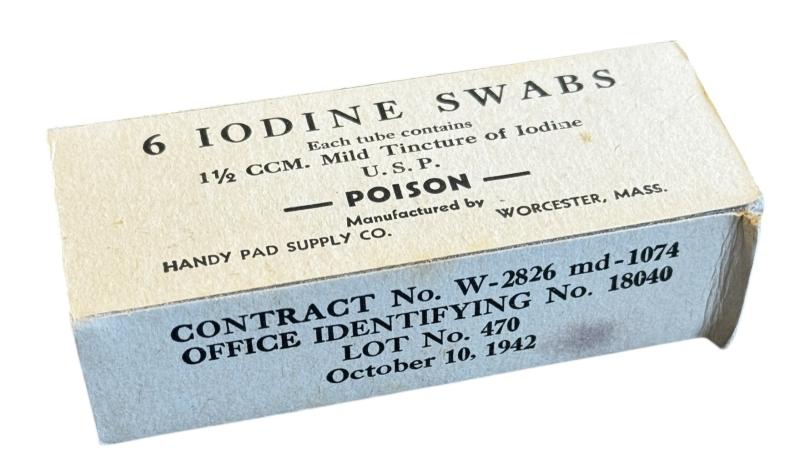 6 IODINE SWABS
Each tube contains
1½ CCM. Mild Tincture of Iodine
U.S.P.
— POISON —
Manufactured by
HANDY PAD SUPPLY CO. WORCESTER, MASS.
CONTRACT No. W-2826 md-1074
OFFICE IDENTIFYING No. 18040
LOT No. 470
October 10, 1942